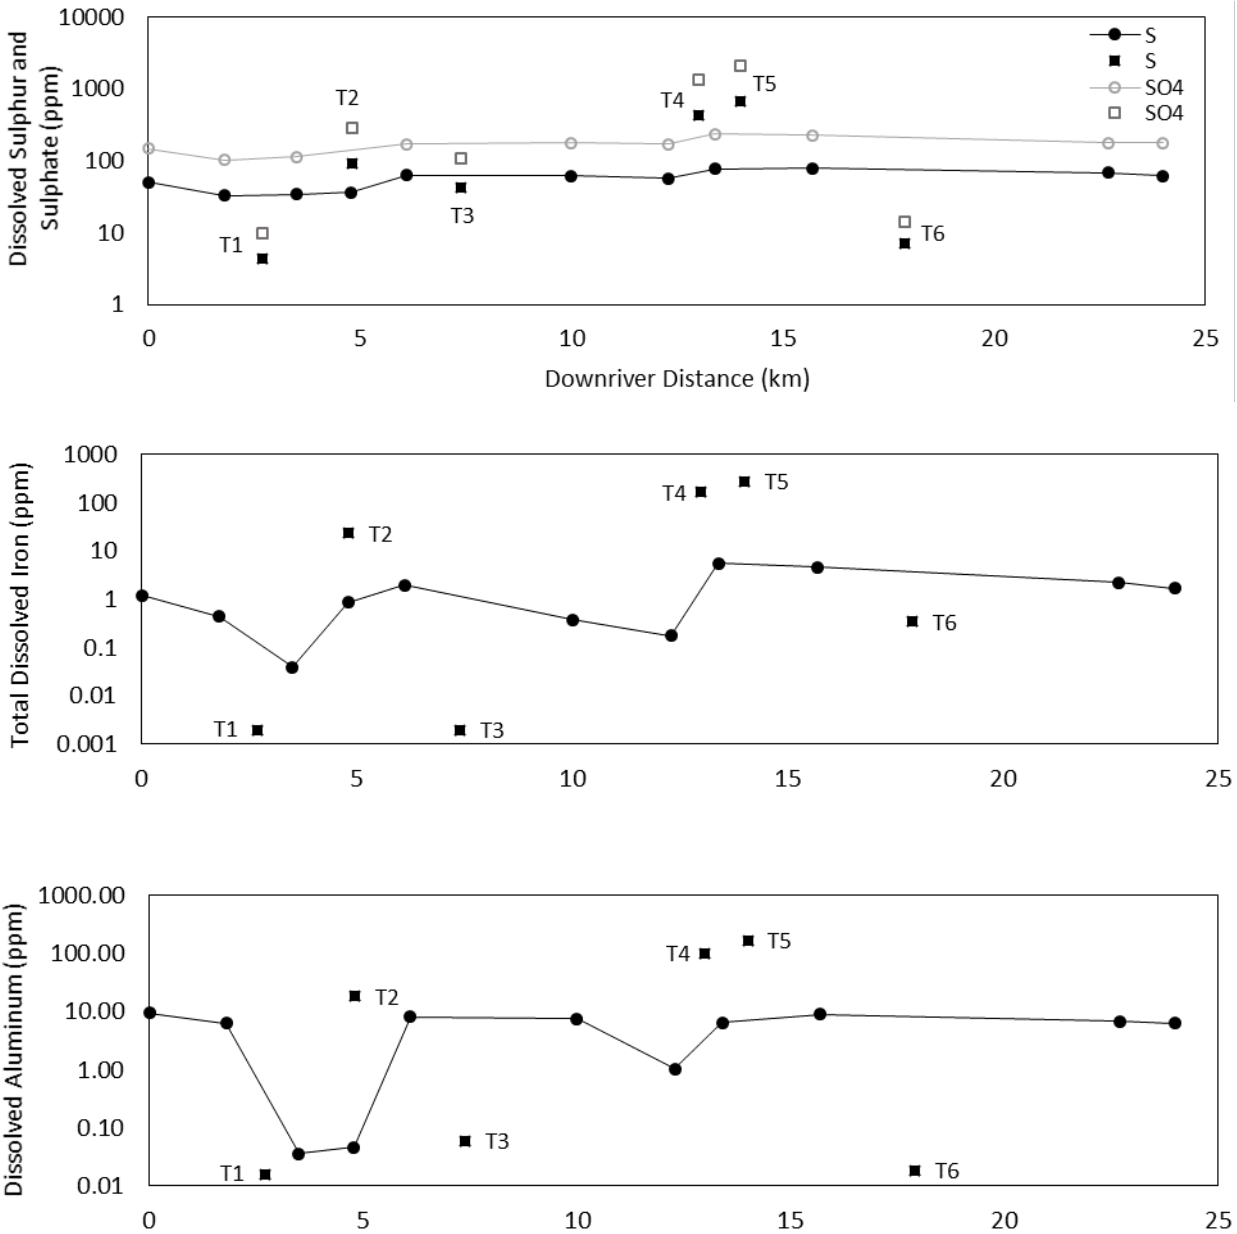 Dissolved Sulphur and
Sulphate (ppm)
10000
1000
100
10
1
S
S
SO4
SO4
T1
T2
T3
T4
T5
T6
0 5 10 15 20 25
Downriver Distance (km)
Total Dissolved Iron (ppm)
1000
100
10
1
0.1
0.01
0.001
T1
T2
T3
T4
T5
T6
0 5 10 15 20 25
Dissolved Aluminum (ppm)
1000.00
100.00
10.00
1.00
0.10
0.01
T1
T2
T3
T4
T5
T6
0 5 10 15 20 25